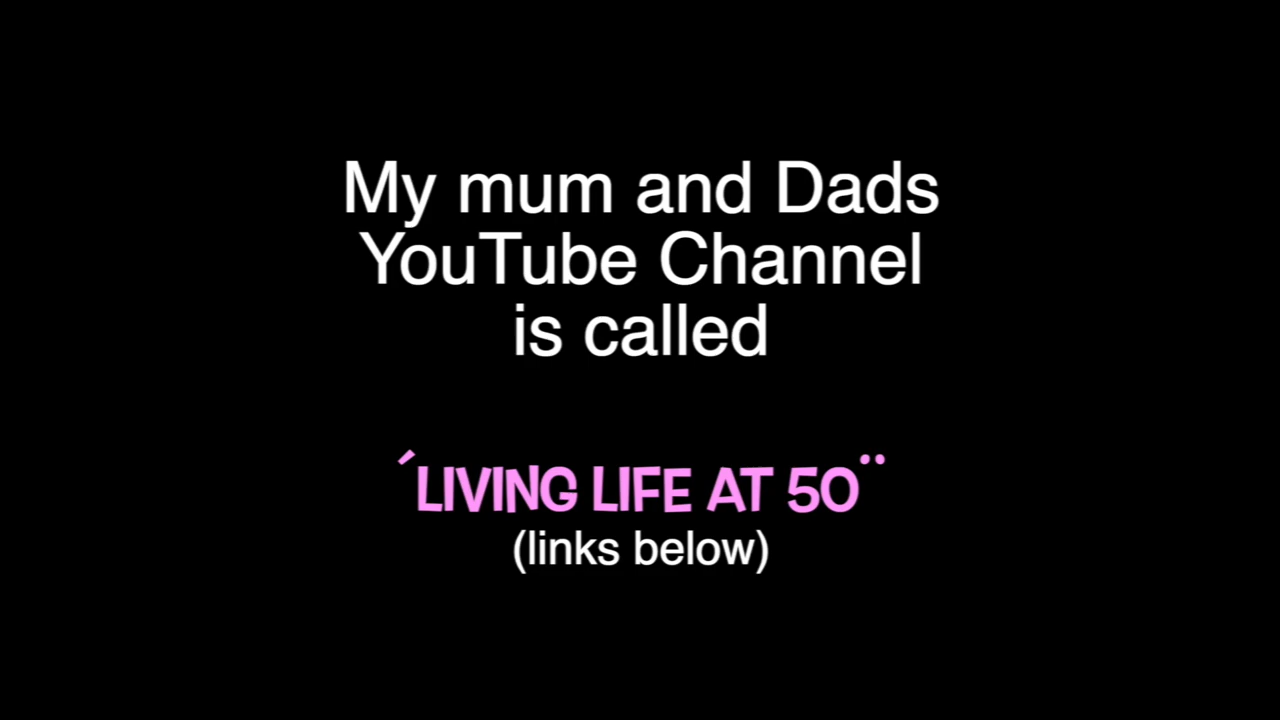 My mum and Dads
YouTube Channel
is called
´LIVING LIFE AT 50¨
(links below)